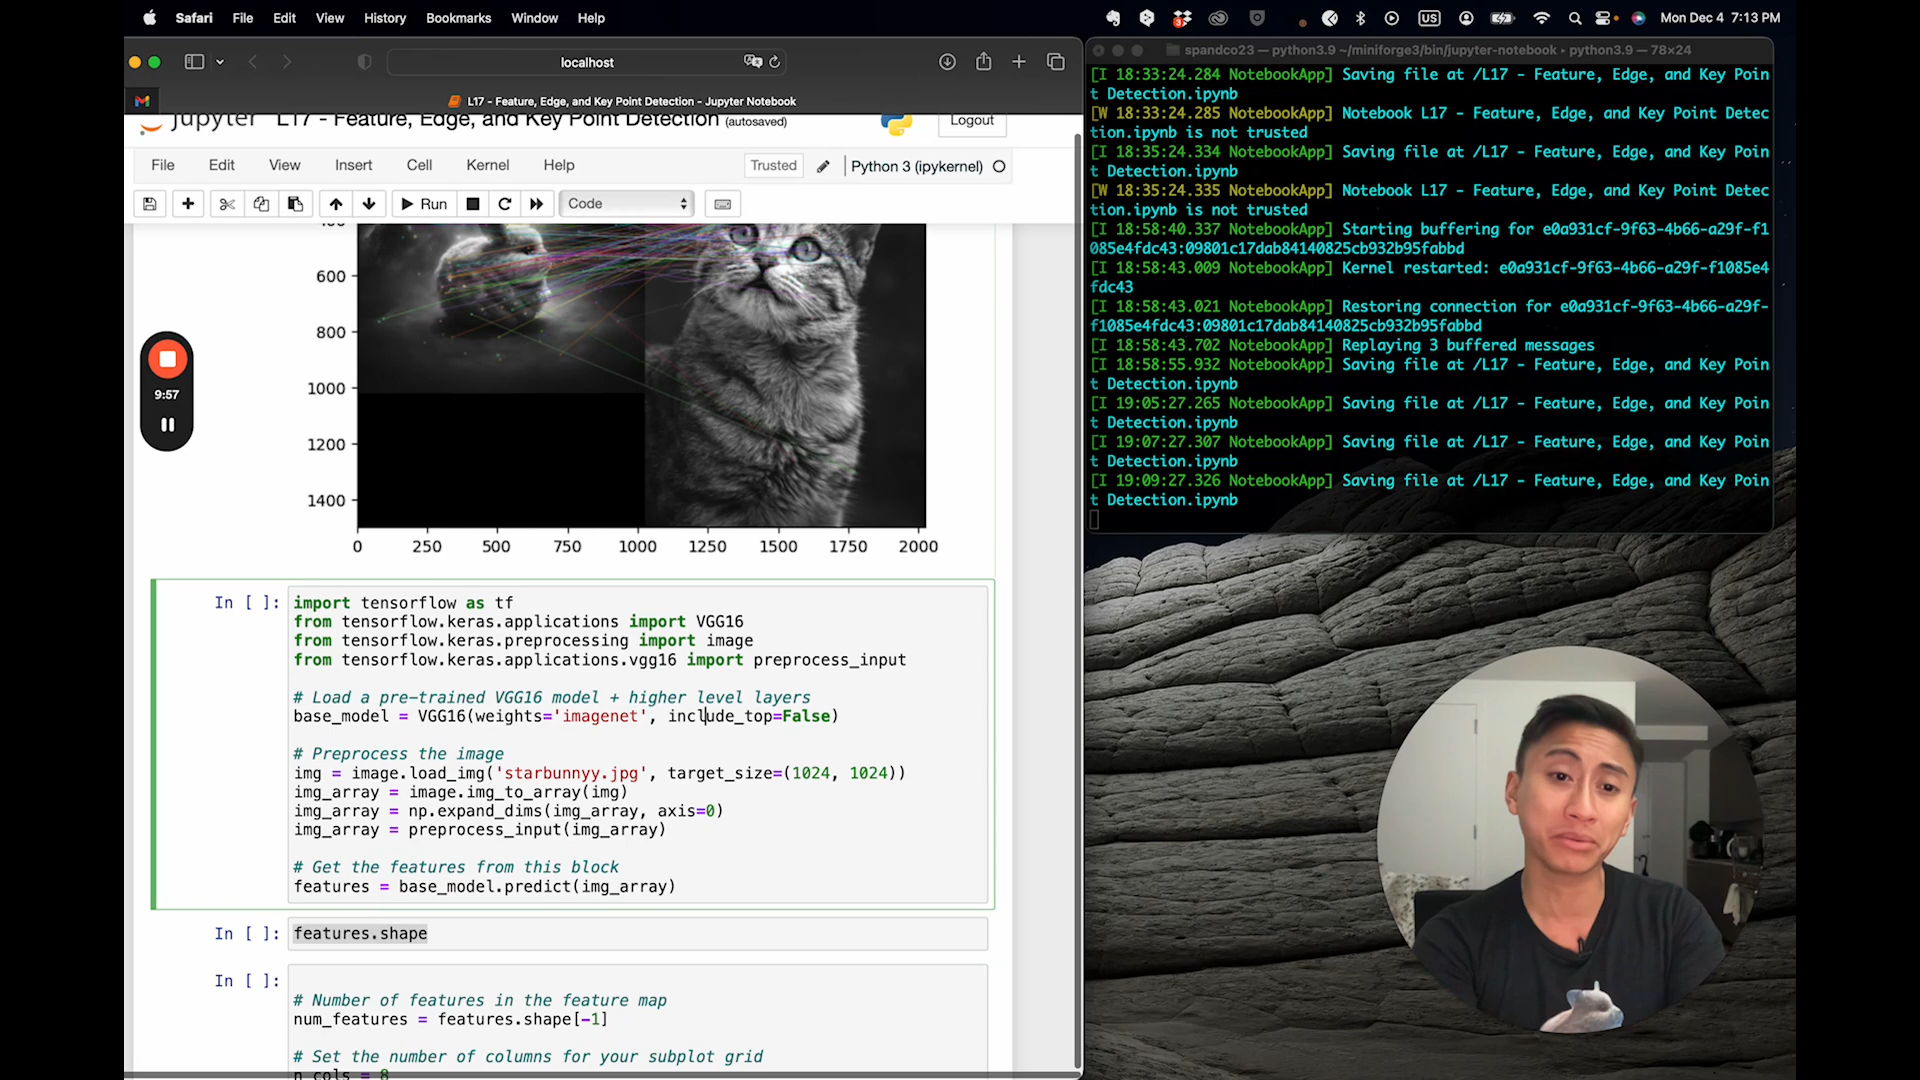 Safari File Edit View History Bookmarks Window Help
3
US
Mon Dec 4 7:13 PM
localhost
L17 - Feature, Edge, and Key Point Detection - Jupyter Notebook
jupyter L17 - Feature, Edge, and Key Point Detection (autosaved)
Logout
File Edit View Insert Cell Kernel Help
Trusted
Python 3 (ipykernel)
Run
Code
600
800
1000
1200
1400
0 250 500 750 1000 1250 1500 1750 2000
9:57
In [ ]:
import tensorflow as tf
from tensorflow.keras.applications import VGG16
from tensorflow.keras.preprocessing import image
from tensorflow.keras.applications.vgg16 import preprocess_input
# Load a pre-trained VGG16 model + higher level layers
base_model = VGG16(weights='imagenet', include_top=False)
# Preprocess the image
img = image.load_img('starbunnyy.jpg', target_size=(1024, 1024))
img_array = image.img_to_array(img)
img_array = np.expand_dims(img_array, axis=0)
img_array = preprocess_input(img_array)
# Get the features from this block
features = base_model.predict(img_array)
In [ ]:
features.shape
In [ ]:
# Number of features in the feature map
num_features = features.shape[-1]
# Set the number of columns for your subplot grid
n_cols = 8
spandco23 — python3.9 ~/miniforge3/bin/jupyter-notebook ▸ python3.9 — 78×24
[I 18:33:24.284 NotebookApp] Saving file at /L17 - Feature, Edge, and Key Poin
t Detection.ipynb
[W 18:33:24.285 NotebookApp] Notebook L17 - Feature, Edge, and Key Point Detec
tion.ipynb is not trusted
[I 18:35:24.334 NotebookApp] Saving file at /L17 - Feature, Edge, and Key Poin
t Detection.ipynb
[W 18:35:24.335 NotebookApp] Notebook L17 - Feature, Edge, and Key Point Detec
tion.ipynb is not trusted
[I 18:58:40.337 NotebookApp] Starting buffering for e0a931cf-9f63-4b66-a29f-f1
085e4fdc43:09801c17dab84140825cb932b95fabbd
[I 18:58:43.009 NotebookApp] Kernel restarted: e0a931cf-9f63-4b66-a29f-f1085e4
fdc43
[I 18:58:43.021 NotebookApp] Restoring connection for e0a931cf-9f63-4b66-a29f-
f1085e4fdc43:09801c17dab84140825cb932b95fabbd
[I 18:58:43.702 NotebookApp] Replaying 3 buffered messages
[I 18:58:55.932 NotebookApp] Saving file at /L17 - Feature, Edge, and Key Poin
t Detection.ipynb
[I 19:05:27.265 NotebookApp] Saving file at /L17 - Feature, Edge, and Key Poin
t Detection.ipynb
[I 19:07:27.307 NotebookApp] Saving file at /L17 - Feature, Edge, and Key Poin
t Detection.ipynb
[I 19:09:27.326 NotebookApp] Saving file at /L17 - Feature, Edge, and Key Poin
t Detection.ipynb